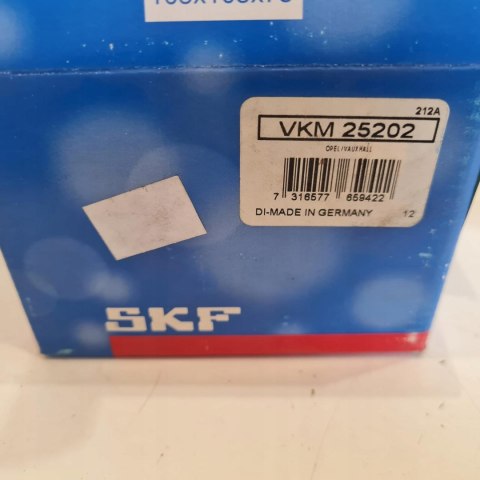 212A
VKM 25202
OPEL/VAUXHALL
7 316577 659422
DI-MADE IN GERMANY 12
SKF